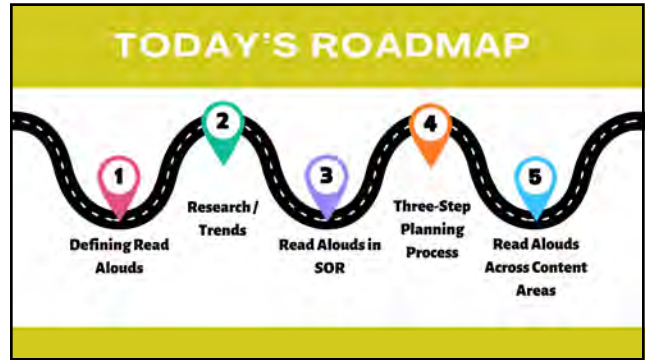 TODAY'S ROADMAP
1
Defining Read
Alouds
2
Research /
Trends
3
Read Alouds in
SOR
4
Three-Step
Planning
Process
5
Read Alouds
Across Content
Areas